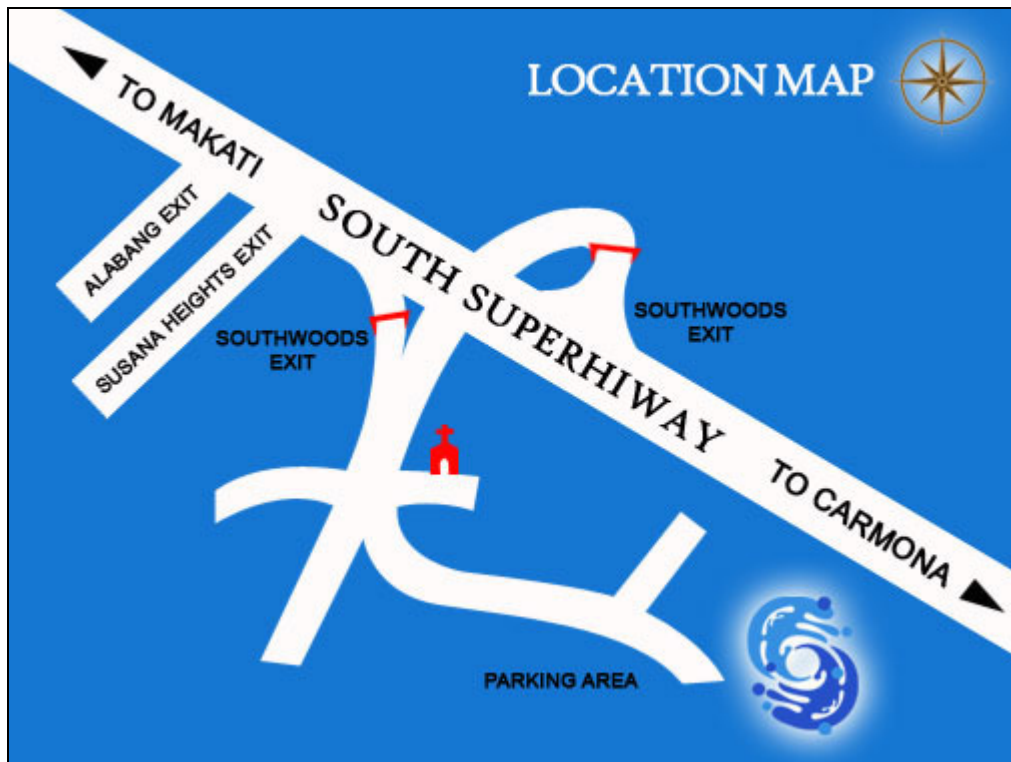 LOCATION MAP
TO MAKATI
ALABANG EXIT
SUSANA HEIGHTS EXIT
SOUTH SUPERHIWAY
SOUTHWOODS
EXIT
SOUTHWOODS
EXIT
TO CARMONA
PARKING AREA